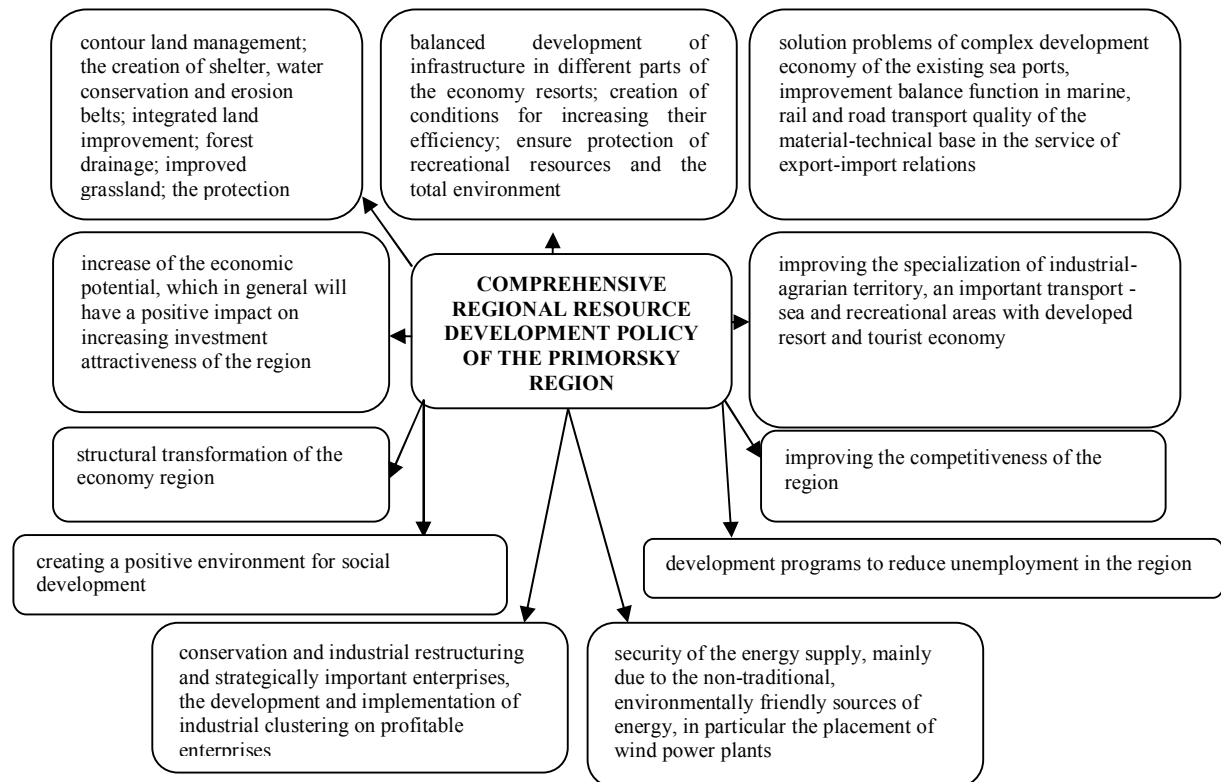 contour land management;
the creation of shelter, water
conservation and erosion
belts; integrated land
improvement; forest
drainage; improved
grassland; the protection
balanced development of
infrastructure in different parts of
the economy resorts; creation of
conditions for increasing their
efficiency; ensure protection of
recreational resources and the
total environment
solution problems of complex development
economy of the existing sea ports,
improvement balance function in marine,
rail and road transport quality of the
material-technical base in the service of
export-import relations
increase of the economic
potential, which in general will
have a positive impact on
increasing investment
attractiveness of the region
COMPREHENSIVE
REGIONAL RESOURCE
DEVELOPMENT POLICY
OF THE PRIMORSKY
REGION
improving the specialization of industrial-
agrarian territory, an important transport -
sea and recreational areas with developed
resort and tourist economy
structural transformation of the
economy region
improving the competitiveness of the
region
creating a positive environment for social
development
development programs to reduce unemployment in the region
conservation and industrial restructuring
and strategically important enterprises,
the development and implementation of
industrial clustering on profitable
enterprises
security of the energy supply, mainly
due to the non-traditional,
environmentally friendly sources of
energy, in particular the placement of
wind power plants